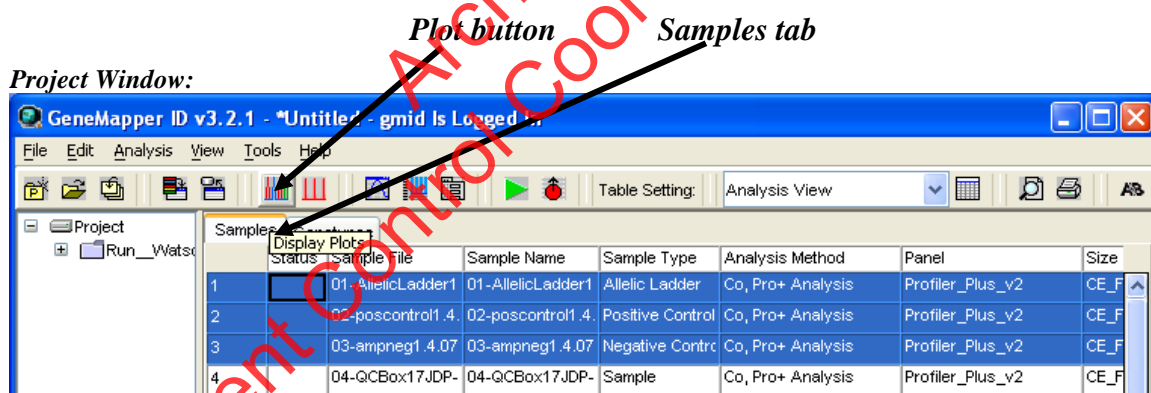 Plot button Samples tab
Project Window:
GeneMapper ID v3.2.1 - *Untitled - gmid Is Logged In
File Edit Analysis View Tools Help
Table Setting: Analysis View
Project
Run__Watso
Samples Genotypes
Display Plots
Status Sample File Sample Name Sample Type Analysis Method Panel Size
1 01-AllelicLadder1 01-AllelicLadder1 Allelic Ladder Co, Pro+ Analysis Profiler_Plus_v2 CE_F
2 02-poscontrol1.4. 02-poscontrol1.4. Positive Control Co, Pro+ Analysis Profiler_Plus_v2 CE_F
3 03-ampneg1.4.07 03-ampneg1.4.07 Negative Contrc Co, Pro+ Analysis Profiler_Plus_v2 CE_F
4 04-QCBox17JDP- 04-QCBox17JDP- Sample Co, Pro+ Analysis Profiler_Plus_v2 CE_F
Control Coor
Arch